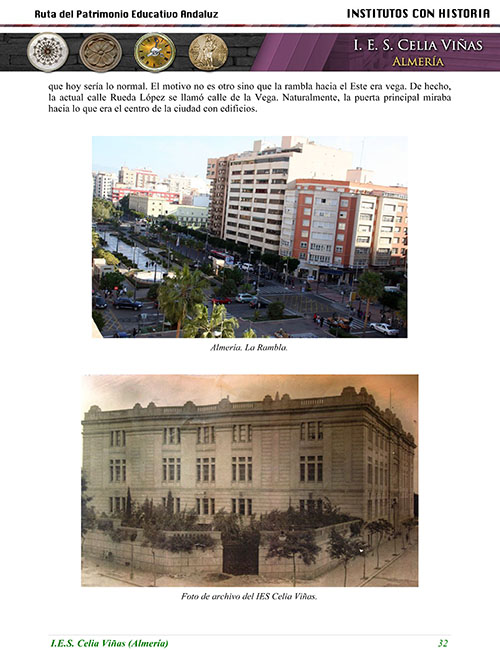 Ruta del Patrimonio Educativo Andaluz
INSTITUTOS CON HISTORIA
I. E. S. CELIA VIÑAS
ALMERÍA
que hoy sería lo normal. El motivo no es otro sino que la rambla hacia el Este era vega. De hecho,
la actual calle Rueda López se llamó calle de la Vega. Naturalmente, la puerta principal miraba
hacia lo que era el centro de la ciudad con edificios.
Almería. La Rambla.
Foto de archivo del IES Celia Viñas.
I.E.S. Celia Viñas (Almería)
32